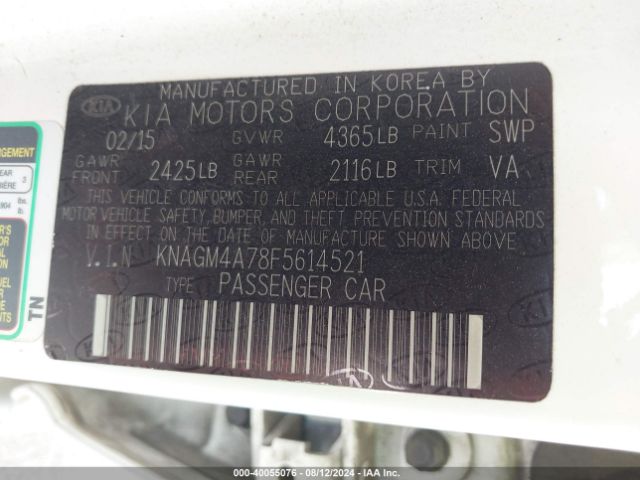 MANUFACTURED IN KOREA BY
KIA KIA MOTORS CORPORATION
02/15 GVWR 4365LB PAINT SWP
GAWR FRONT 2425LB GAWR REAR 2116LB TRIM VA
THIS VEHICLE CONFORMS TO ALL APPLICABLE U.S.A. FEDERAL
MOTOR VEHICLE SAFETY, BUMPER, AND THEFT PREVENTION STANDARDS
IN EFFECT ON THE DATE OF MANUFACTURE SHOWN ABOVE
V.I.N KNAGM4A78F5614521
TYPE PASSENGER CAR
TN
000-40055076 - 08/12/2024 - IAA Inc.